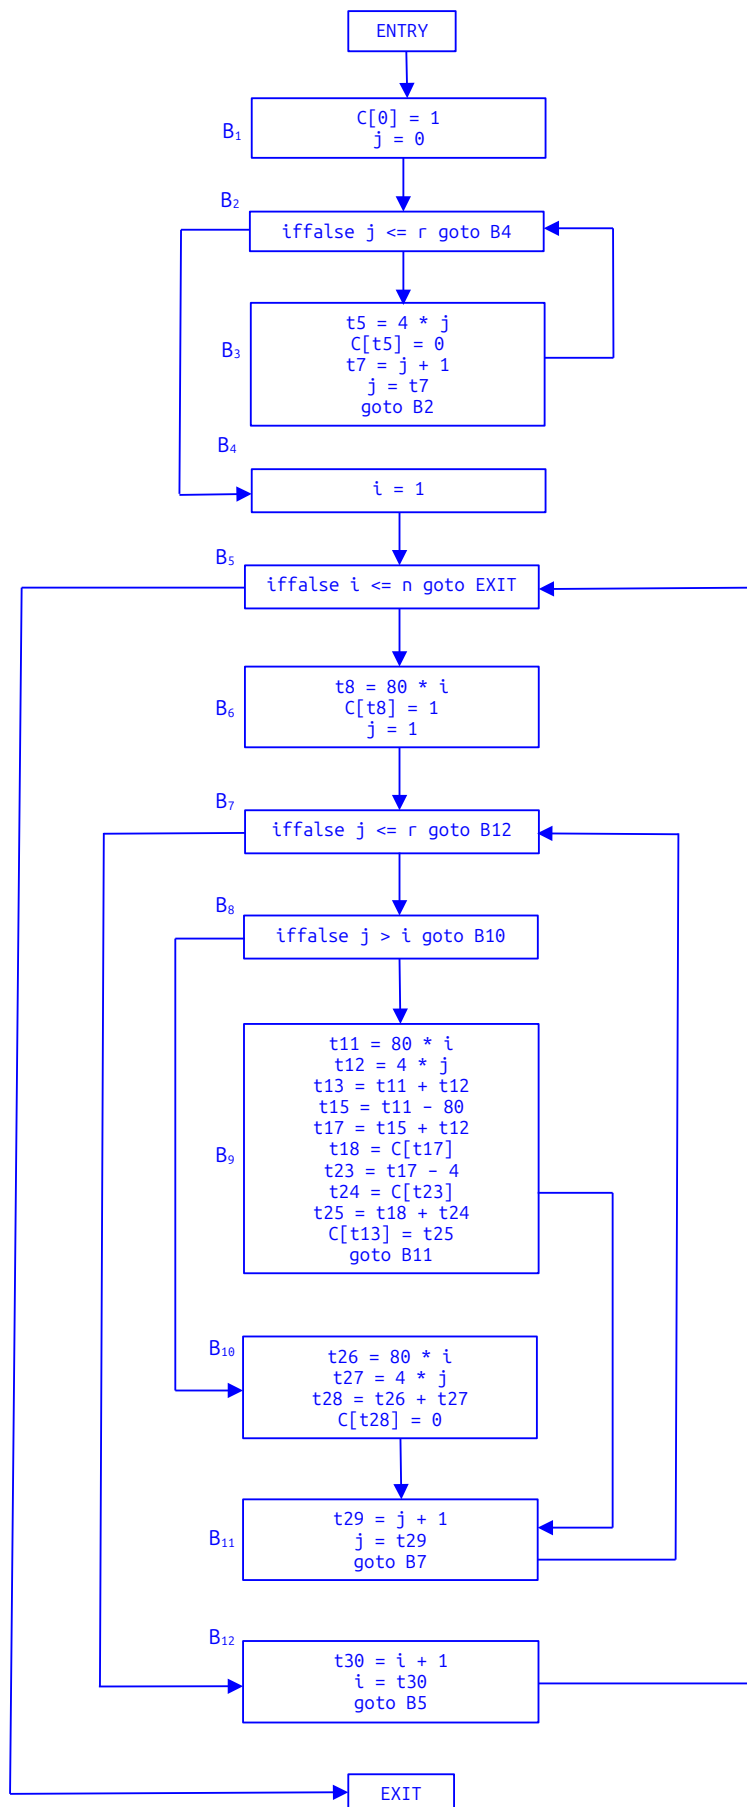 ENTRY
B₁
C[0] = 1
j = 0
B₂
iffalse j <= r goto B4
B₃
t5 = 4 * j
C[t5] = 0
t7 = j + 1
j = t7
goto B2
B₄
i = 1
B₅
iffalse i <= n goto EXIT
B₆
t8 = 80 * i
C[t8] = 1
j = 1
B₇
iffalse j <= r goto B12
B₈
iffalse j > i goto B10
B₉
t11 = 80 * i
t12 = 4 * j
t13 = t11 + t12
t15 = t11 – 80
t17 = t15 + t12
t18 = C[t17]
t23 = t17 – 4
t24 = C[t23]
t25 = t18 + t24
C[t13] = t25
goto B11
B₁₀
t26 = 80 * i
t27 = 4 * j
t28 = t26 + t27
C[t28] = 0
B₁₁
t29 = j + 1
j = t29
goto B7
B₁₂
t30 = i + 1
i = t30
goto B5
EXIT